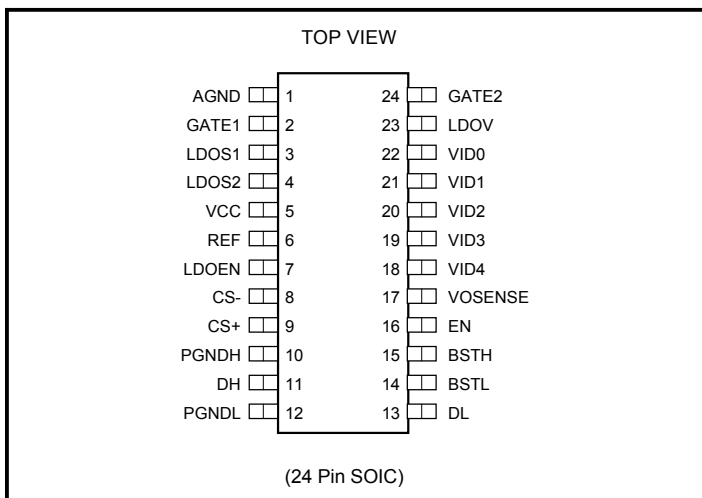 TOP VIEW
AGND 1 24 GATE2
GATE1 2 23 LDOV
LDOS1 3 22 VID0
LDOS2 4 21 VID1
VCC 5 20 VID2
REF 6 19 VID3
LDOEN 7 18 VID4
CS- 8 17 VOSENSE
CS+ 9 16 EN
PGNDH 10 15 BSTH
DH 11 14 BSTL
PGNDL 12 13 DL
(24 Pin SOIC)